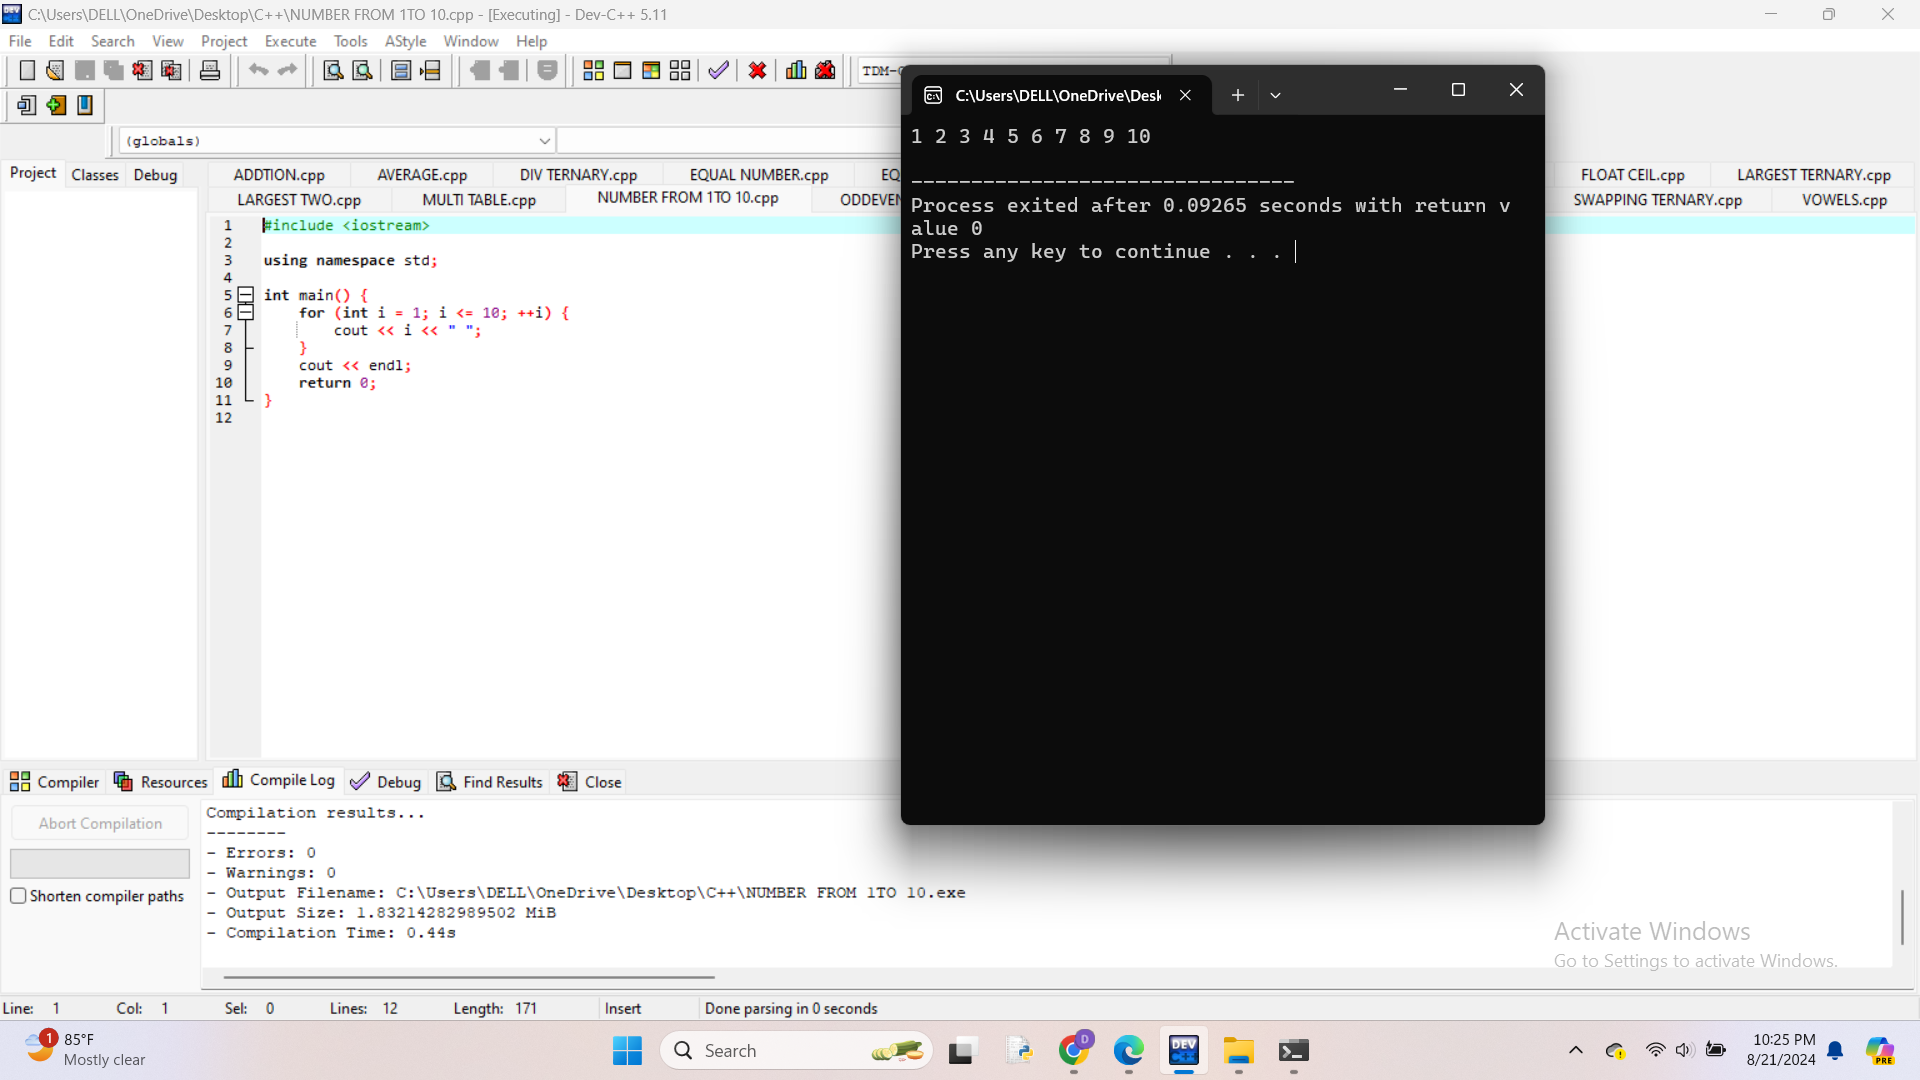 C:\Users\DELL\OneDrive\Desktop\C++\NUMBER FROM 1TO 10.cpp - [Executing] - Dev-C++ 5.11
File Edit Search View Project Execute Tools AStyle Window Help
TDM-
(globals)
Project Classes Debug
ADDTION.cpp AVERAGE.cpp DIV TERNARY.cpp EQUAL NUMBER.cpp EQ FLOAT CEIL.cpp LARGEST TERNARY.cpp
LARGEST TWO.cpp MULTI TABLE.cpp NUMBER FROM 1TO 10.cpp ODDEVEN SWAPPING TERNARY.cpp VOWELS.cpp
1 #include <iostream>
2
3 using namespace std;
4
5 int main() {
6 for (int i = 1; i <= 10; ++i) {
7 cout << i << " ";
8 }
9 cout << endl;
10 return 0;
11 }
12
C:\Users\DELL\OneDrive\Desk
1 2 3 4 5 6 7 8 9 10
--------------------------------
Process exited after 0.09265 seconds with return v
alue 0
Press any key to continue . . .
Compiler Resources Compile Log Debug Find Results Close
Abort Compilation
Shorten compiler paths
Compilation results...
--------
- Errors: 0
- Warnings: 0
- Output Filename: C:\Users\DELL\OneDrive\Desktop\C++\NUMBER FROM 1TO 10.exe
- Output Size: 1.83214282989502 MiB
- Compilation Time: 0.44s
Activate Windows
Go to Settings to activate Windows.
Line: 1 Col: 1 Sel: 0 Lines: 12 Length: 171 Insert Done parsing in 0 seconds
1
85°F
Mostly clear
Search
D
DEV
C++
PRE
10:25 PM
8/21/2024